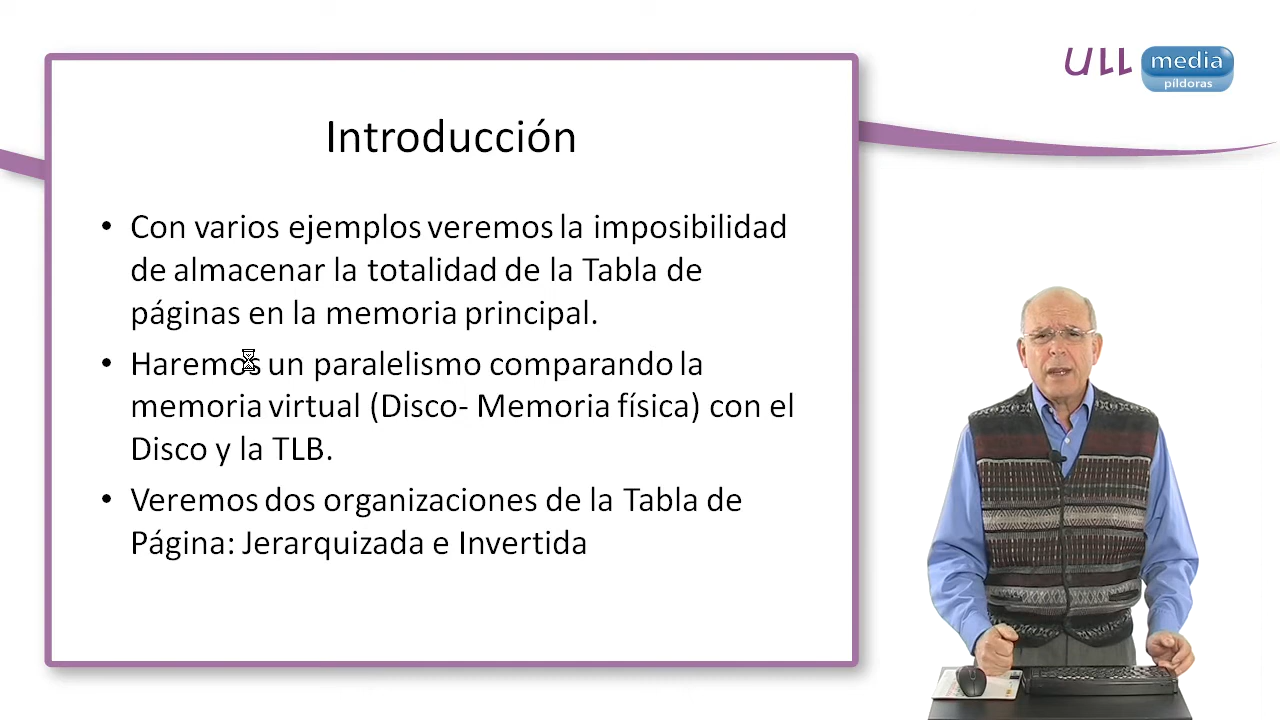 ULL media
píldoras
Introducción
• Con varios ejemplos veremos la imposibilidad
de almacenar la totalidad de la Tabla de
páginas en la memoria principal.
• Haremos un paralelismo comparando la
memoria virtual (Disco- Memoria física) con el
Disco y la TLB.
• Veremos dos organizaciones de la Tabla de
Página: Jerarquizada e Invertida